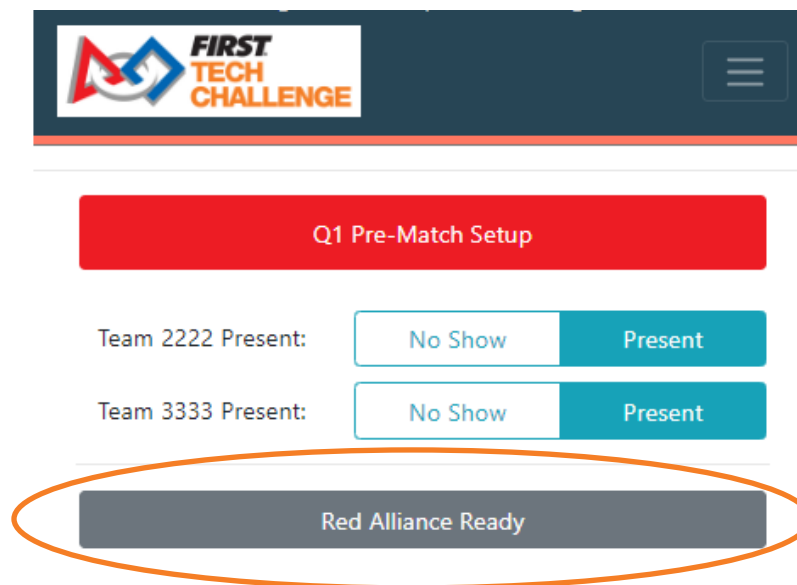 FIRST
TECH
CHALLENGE
Q1 Pre-Match Setup
Team 2222 Present: No Show Present
Team 3333 Present: No Show Present
Red Alliance Ready